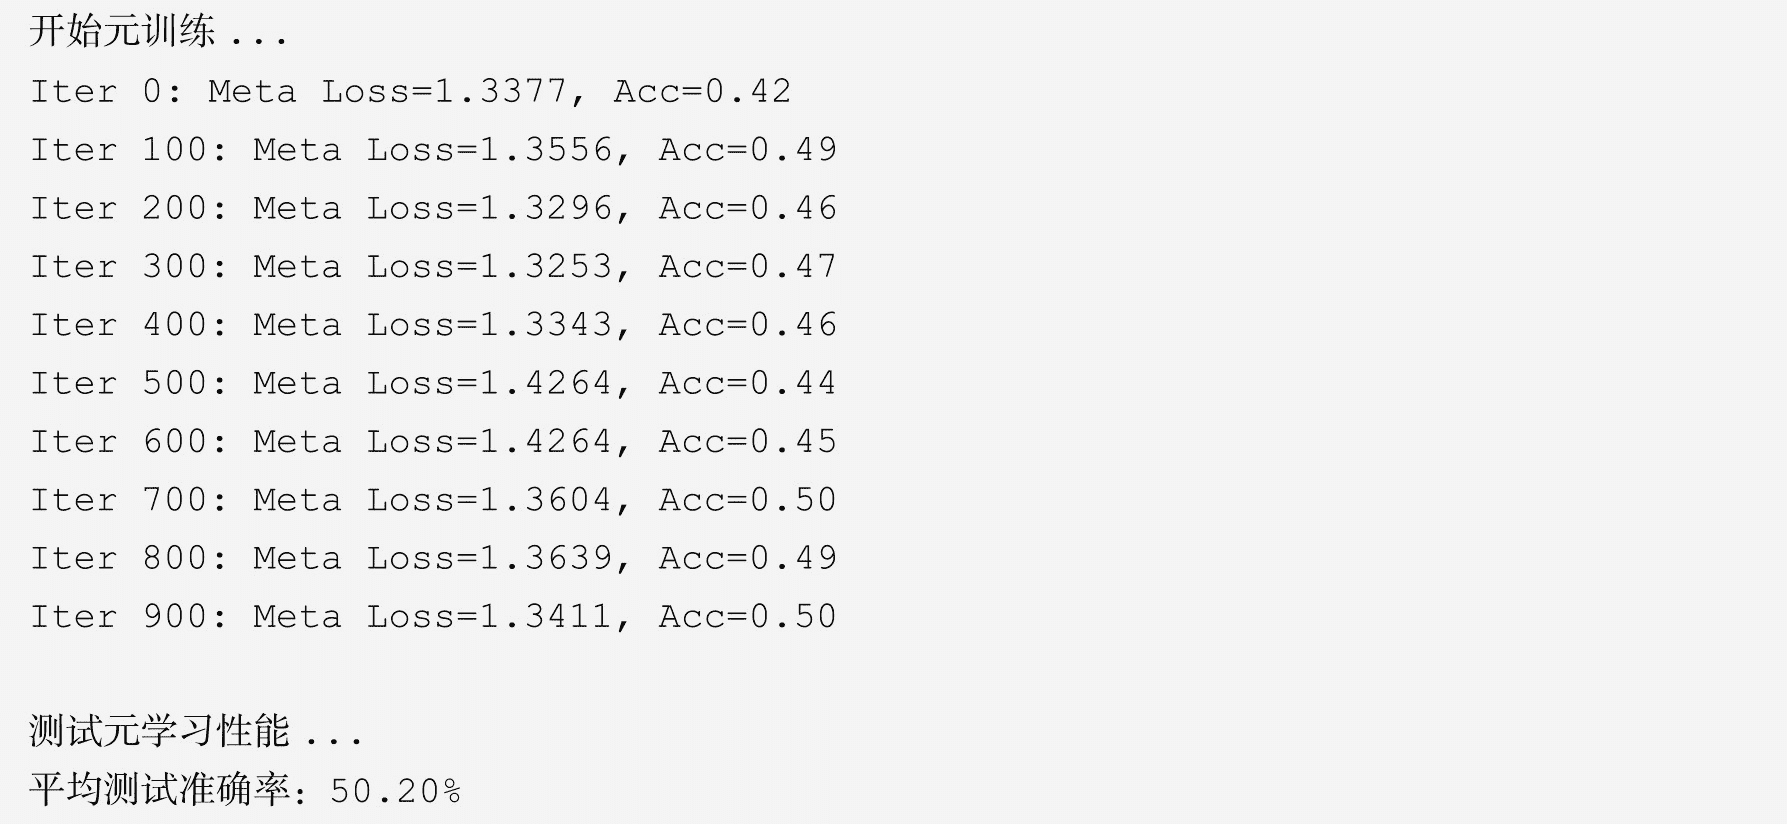 开始元训练 ...
Iter 0: Meta Loss=1.3377, Acc=0.42
Iter 100: Meta Loss=1.3556, Acc=0.49
Iter 200: Meta Loss=1.3296, Acc=0.46
Iter 300: Meta Loss=1.3253, Acc=0.47
Iter 400: Meta Loss=1.3343, Acc=0.46
Iter 500: Meta Loss=1.4264, Acc=0.44
Iter 600: Meta Loss=1.4264, Acc=0.45
Iter 700: Meta Loss=1.3604, Acc=0.50
Iter 800: Meta Loss=1.3639, Acc=0.49
Iter 900: Meta Loss=1.3411, Acc=0.50
测试元学习性能 ...
平均测试准确率：50.20%